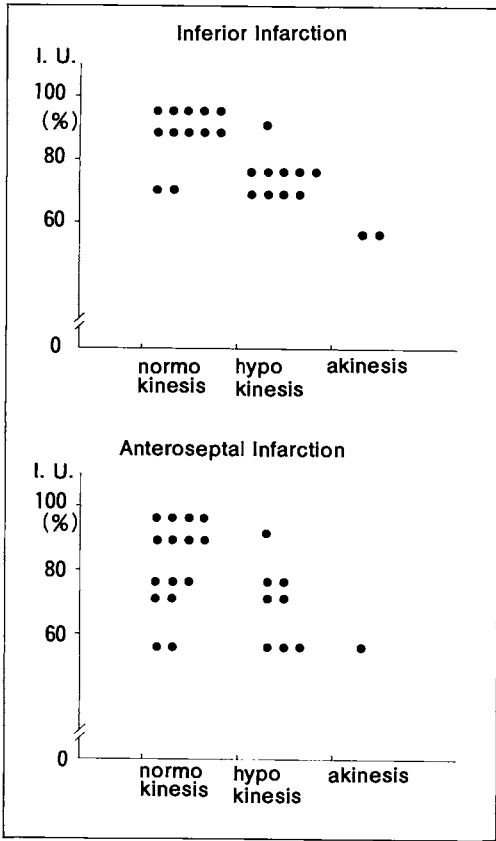 Inferior Infarction
I. U.
100
(%)
80
60
0
normo kinesis
hypo kinesis
akinesis
Anteroseptal Infarction
I. U.
100
(%)
80
60
0
normo kinesis
hypo kinesis
akinesis